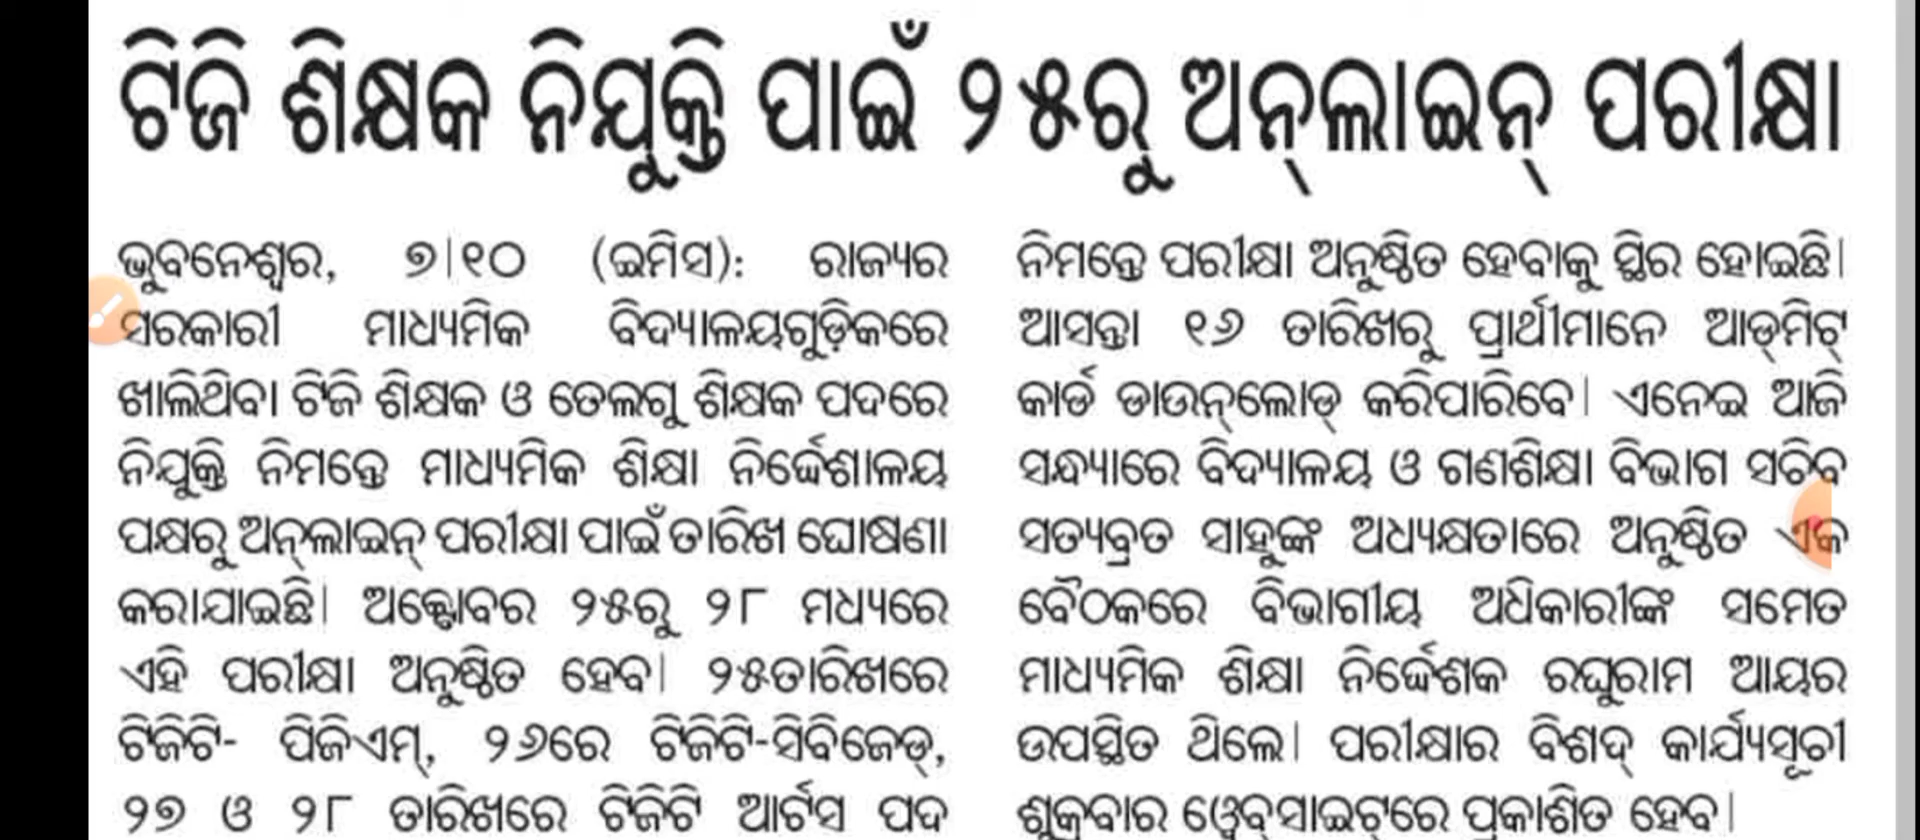 ଟିଜି ଶିକ୍ଷକ ନିଯୁକ୍ତି ପାଇଁ ୨୫ରୁ ଅନ୍‌ଲାଇନ୍ ପରୀକ୍ଷା
ଭୁବନେଶ୍ୱର, ୭।୧୦ (ଇମିସ): ରାଜ୍ୟର
ସରକାରୀ ମାଧ୍ୟମିକ ବିଦ୍ୟାଳୟଗୁଡ଼ିକରେ
ଖାଲିଥିବା ଟିଜି ଶିକ୍ଷକ ଓ ତେଲଗୁ ଶିକ୍ଷକ ପଦରେ
ନିଯୁକ୍ତି ନିମନ୍ତେ ମାଧ୍ୟମିକ ଶିକ୍ଷା ନିର୍ଦ୍ଦେଶାଳୟ
ପକ୍ଷରୁ ଅନ୍‌ଲାଇନ୍ ପରୀକ୍ଷା ପାଇଁ ତାରିଖ ଘୋଷଣା
କରାଯାଇଛି। ଅକ୍ଟୋବର ୨୫ରୁ ୨୮ ମଧ୍ୟରେ
ଏହି ପରୀକ୍ଷା ଅନୁଷ୍ଠିତ ହେବ। ୨୫ତାରିଖରେ
ଟିଜିଟି- ପିଜିଏମ୍, ୨୬ରେ ଟିଜିଟି-ସିବିଜେଡ୍,
୨୭ ଓ ୨୮ ତାରିଖରେ ଟିଜିଟି ଆର୍ଟସ ପଦ
ନିମନ୍ତେ ପରୀକ୍ଷା ଅନୁଷ୍ଠିତ ହେବାକୁ ସ୍ଥିର ହୋଇଛି।
ଆସନ୍ତା ୧୬ ତାରିଖରୁ ପ୍ରାର୍ଥୀମାନେ ଆଡ୍‌ମିଟ୍
କାର୍ଡ ଡାଉନ୍‌ଲୋଡ୍ କରିପାରିବେ। ଏନେଇ ଆଜି
ସନ୍ଧ୍ୟାରେ ବିଦ୍ୟାଳୟ ଓ ଗଣଶିକ୍ଷା ବିଭାଗ ସଚିବ
ସତ୍ୟବ୍ରତ ସାହୁଙ୍କ ଅଧ୍ୟକ୍ଷତାରେ ଅନୁଷ୍ଠିତ ଏକ
ବୈଠକରେ ବିଭାଗୀୟ ଅଧିକାରୀଙ୍କ ସମେତ
ମାଧ୍ୟମିକ ଶିକ୍ଷା ନିର୍ଦ୍ଦେଶକ ରଘୁରାମ ଆୟର
ଉପସ୍ଥିତ ଥିଲେ। ପରୀକ୍ଷାର ବିଶଦ୍ କାର୍ଯ୍ୟସୂଚୀ
ଶୁକ୍ରବାର ଓ୍ବେବ୍‌ସାଇଟ୍‌ରେ ପ୍ରକାଶିତ ହେବ।